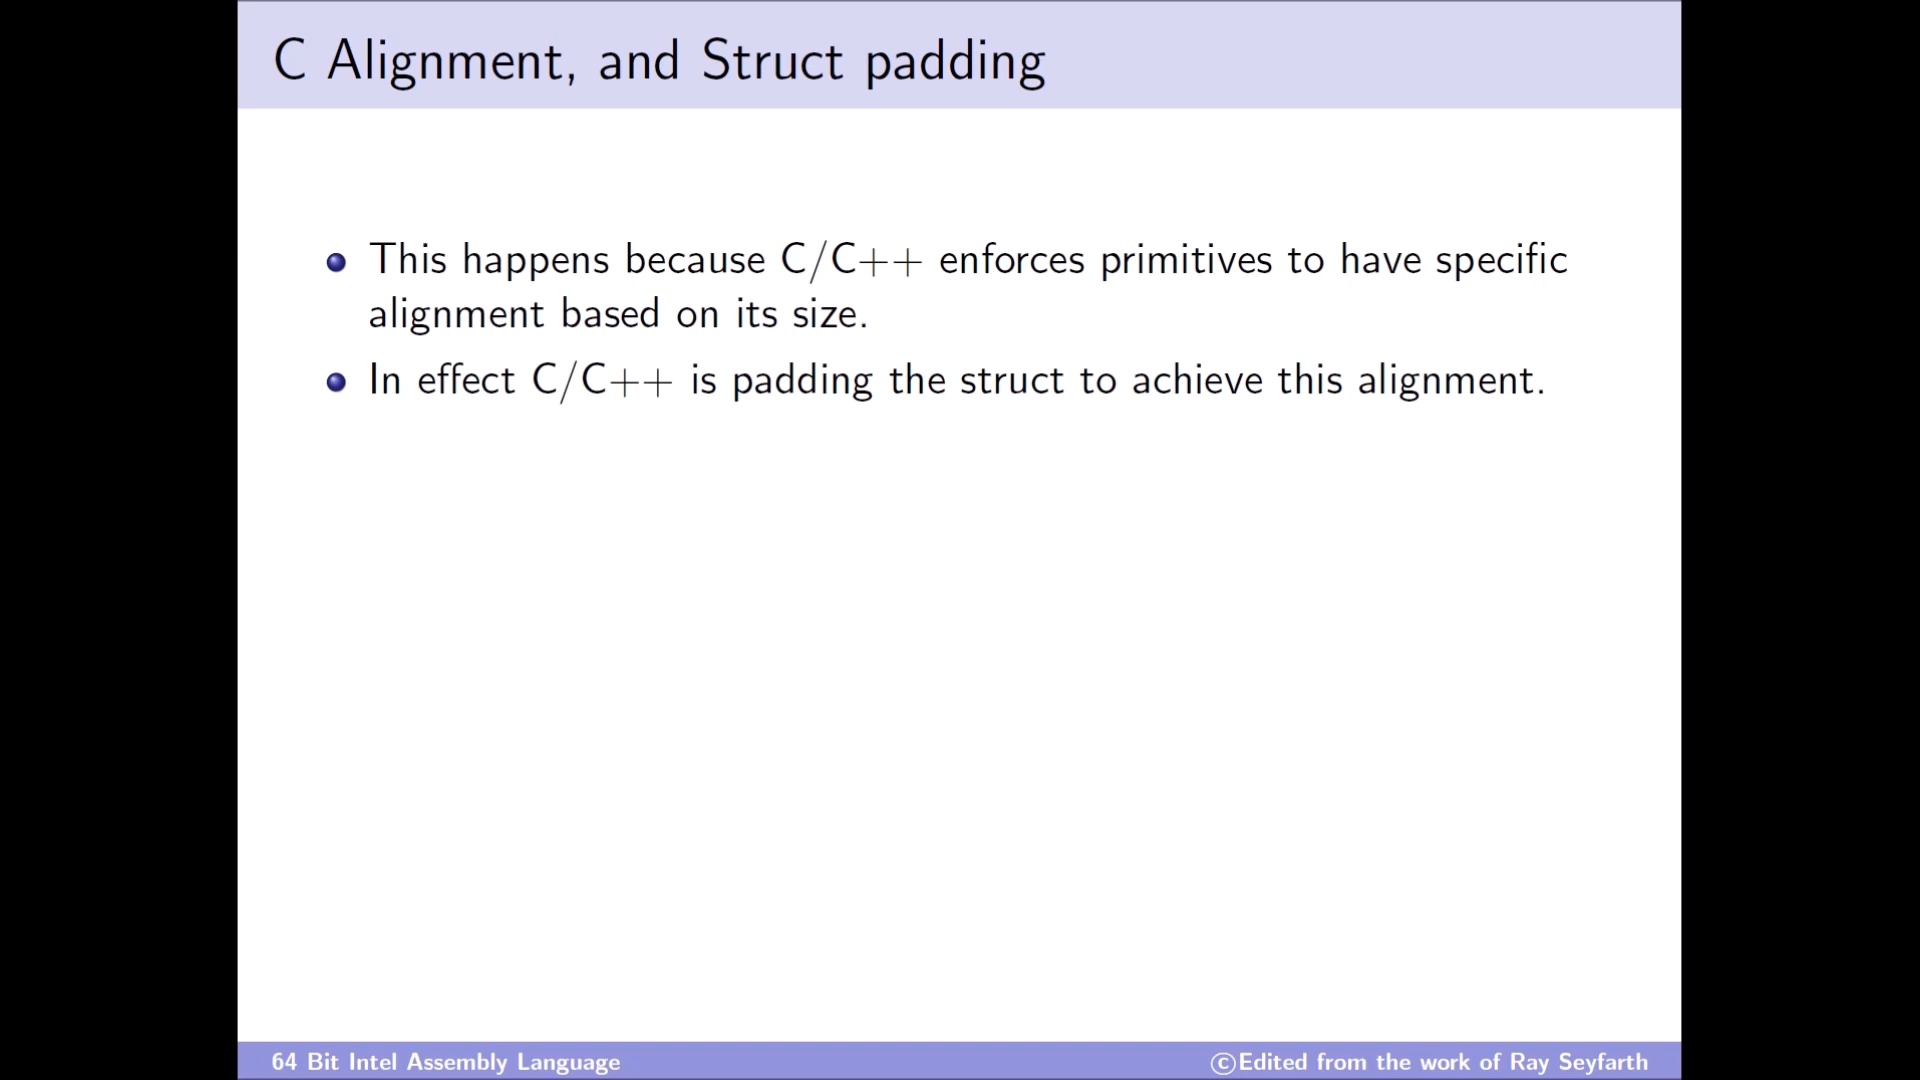 C Alignment, and Struct padding
This happens because C/C++ enforces primitives to have specific
alignment based on its size.
In effect C/C++ is padding the struct to achieve this alignment.
64 Bit Intel Assembly Language
©Edited from the work of Ray Seyfarth